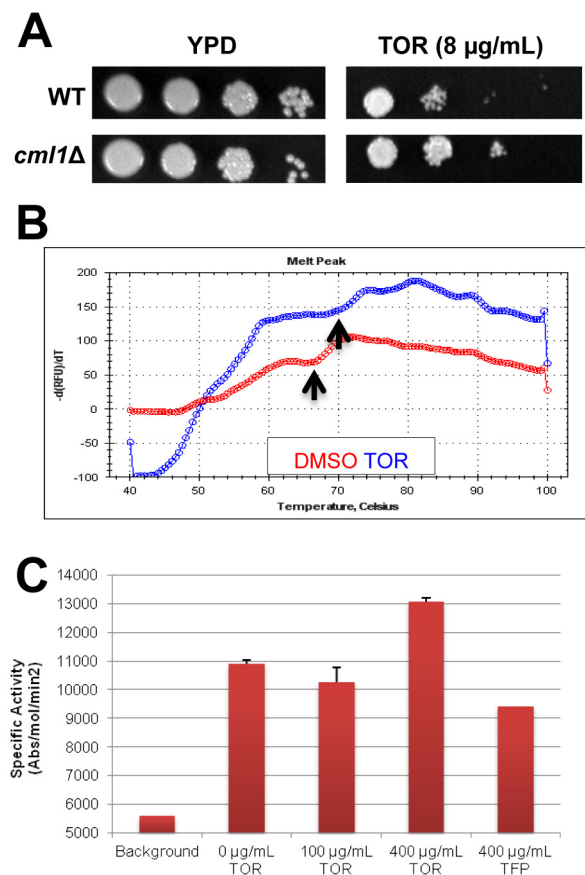 A
YPD
TOR (8 µg/mL)
WT
cml1Δ
B
Melt Peak
-d(RFU)/dT
200
150
100
50
0
-50
-100
DMSO TOR
40 50 60 70 80 90 100
Temperature, Celsius
C
Specific Activity
(Abs/mol/min2)
14000
13000
12000
11000
10000
9000
8000
7000
6000
5000
Background
0 µg/mL
TOR
100 µg/mL
TOR
400 µg/mL
TOR
400 µg/mL
TFP